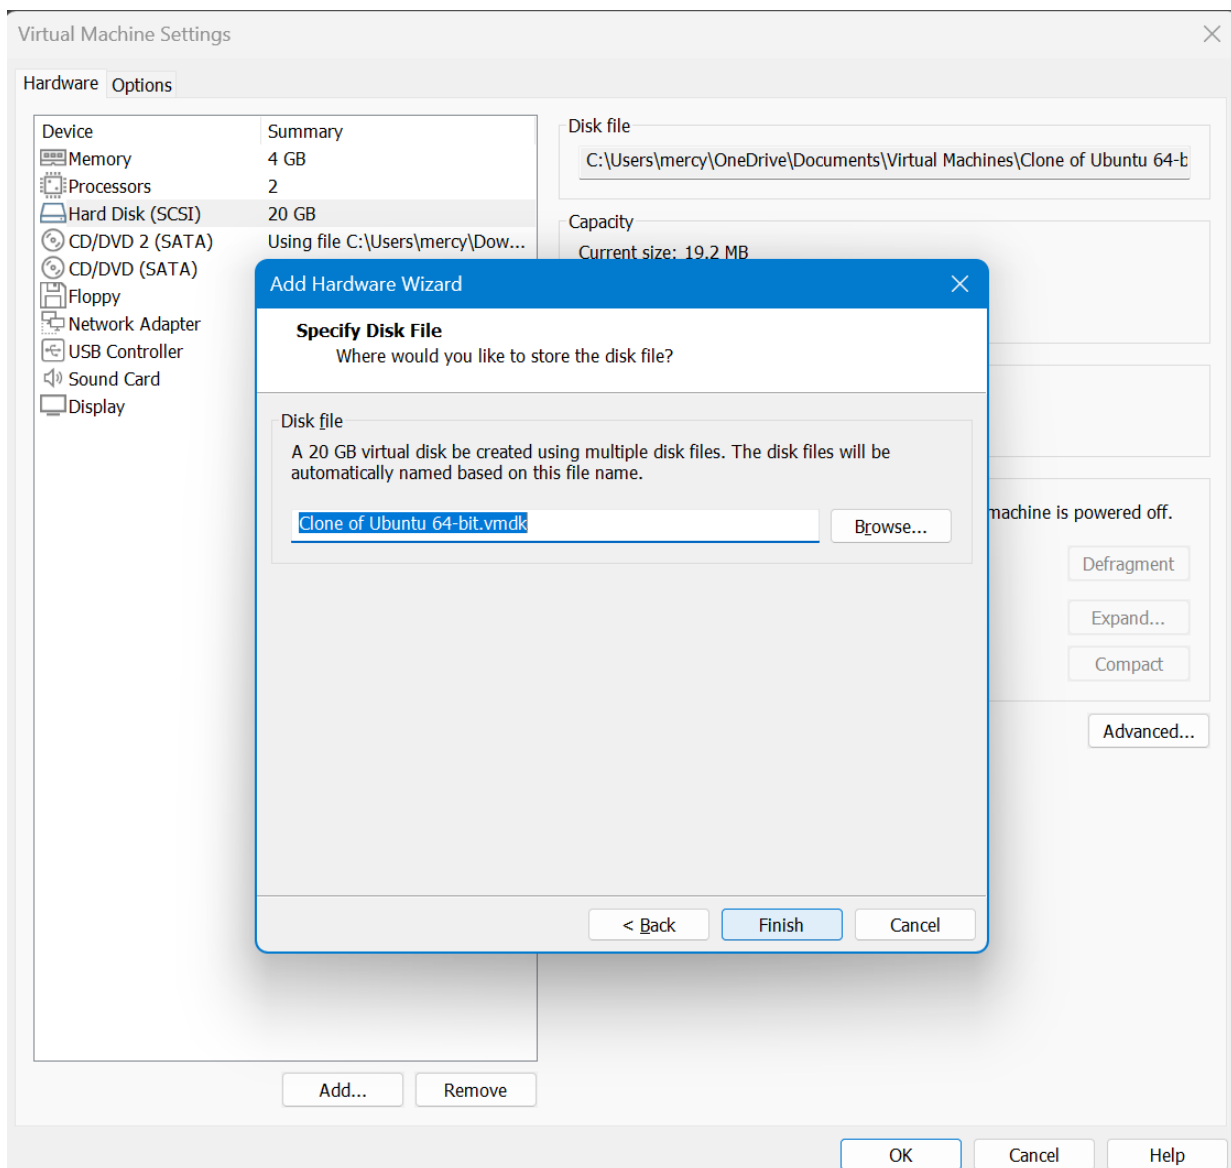 Virtual Machine Settings
Hardware Options
Device Summary
Memory 4 GB
Processors 2
Hard Disk (SCSI) 20 GB
CD/DVD 2 (SATA) Using file C:\Users\mercy\Dow...
CD/DVD (SATA)
Floppy
Network Adapter
USB Controller
Sound Card
Display
Add... Remove
Disk file
C:\Users\mercy\OneDrive\Documents\Virtual Machines\Clone of Ubuntu 64-b
Capacity
Current size: 19.2 MB
machine is powered off.
Defragment
Expand...
Compact
Advanced...
Add Hardware Wizard
Specify Disk File
Where would you like to store the disk file?
Disk file
A 20 GB virtual disk be created using multiple disk files. The disk files will be
automatically named based on this file name.
Clone of Ubuntu 64-bit.vmdk
Browse...
< Back Finish Cancel
OK Cancel Help